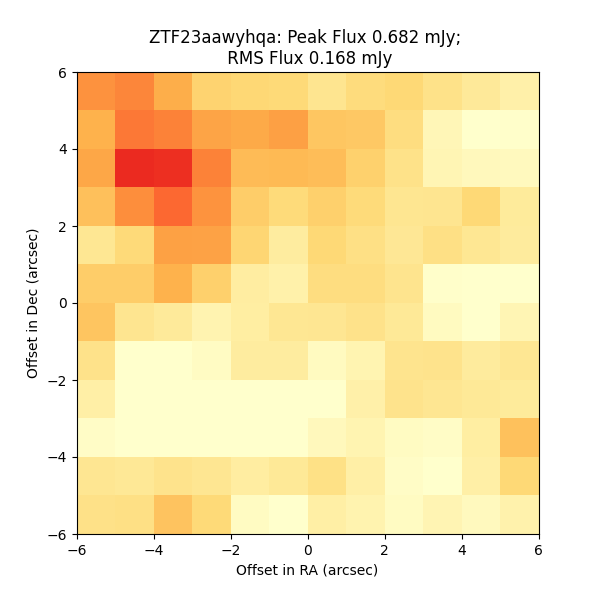 ZTF23aawyhqa: Peak Flux 0.682 mJy;
RMS Flux 0.168 mJy
6
4
2
0
−2
−4
−6
Offset in Dec (arcsec)
−6 −4 −2 0 2 4 6
Offset in RA (arcsec)